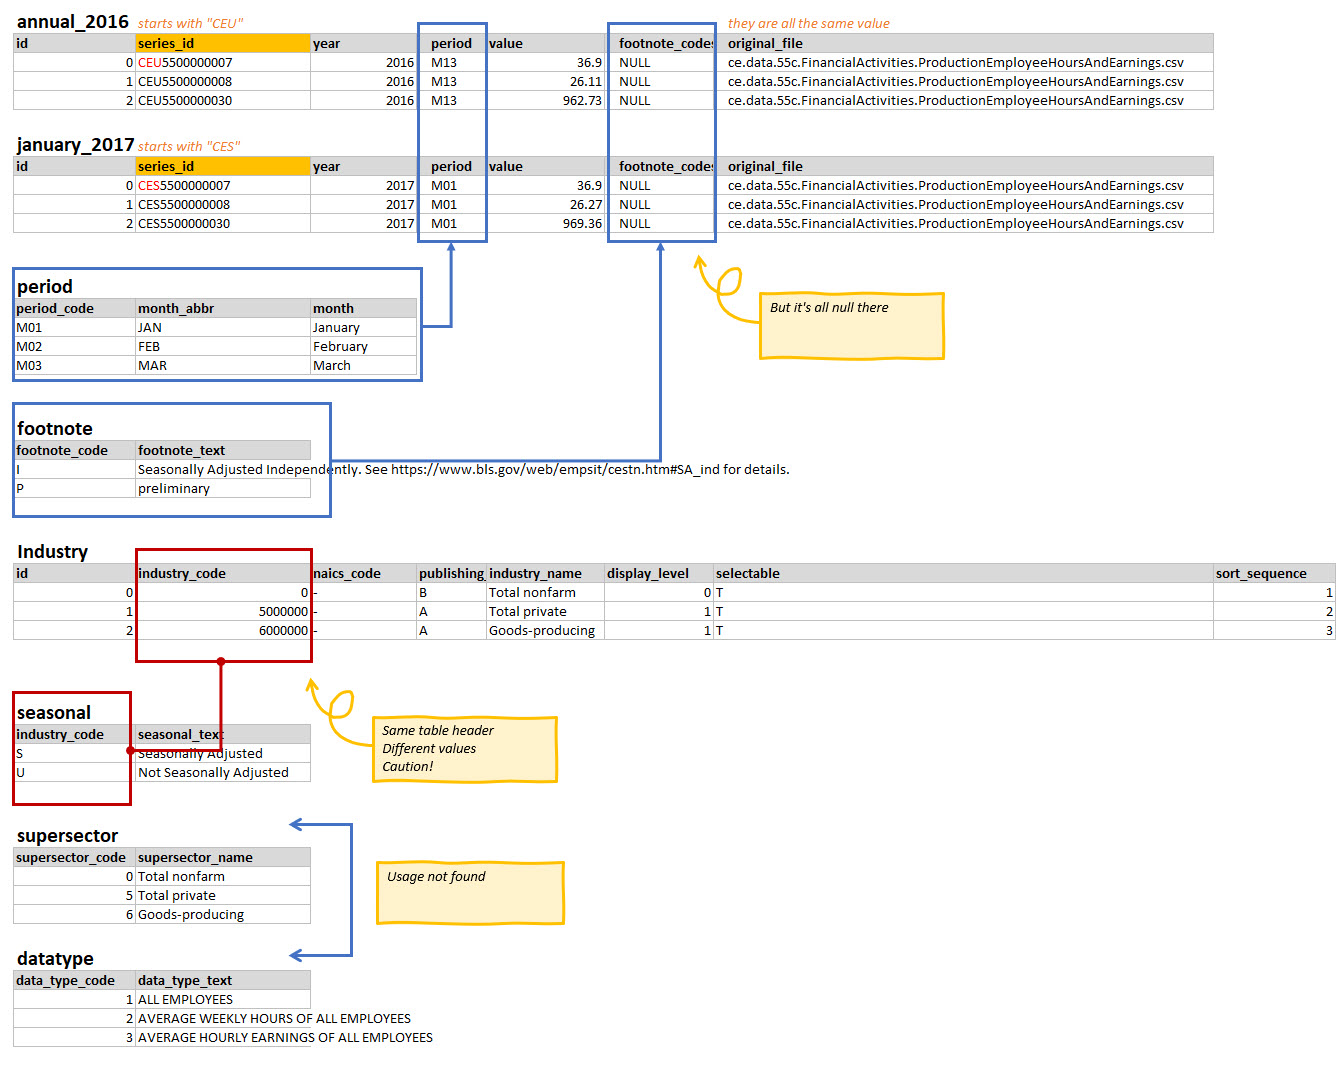 annual_2016 starts with "CEU" they are all the same value
id series_id year period value footnote_codes original_file
0 CEU5500000007 2016 M13 36.9 NULL ce.data.55c.FinancialActivities.ProductionEmployeeHoursAndEarnings.csv
1 CEU5500000008 2016 M13 26.11 NULL ce.data.55c.FinancialActivities.ProductionEmployeeHoursAndEarnings.csv
2 CEU5500000030 2016 M13 962.73 NULL ce.data.55c.FinancialActivities.ProductionEmployeeHoursAndEarnings.csv
january_2017 starts with "CES"
id series_id year period value footnote_codes original_file
0 CES5500000007 2017 M01 36.9 NULL ce.data.55c.FinancialActivities.ProductionEmployeeHoursAndEarnings.csv
1 CES5500000008 2017 M01 26.27 NULL ce.data.55c.FinancialActivities.ProductionEmployeeHoursAndEarnings.csv
2 CES5500000030 2017 M01 969.36 NULL ce.data.55c.FinancialActivities.ProductionEmployeeHoursAndEarnings.csv
period
period_code month_abbr month
M01 JAN January
M02 FEB February
M03 MAR March
But it's all null there
footnote
footnote_code footnote_text
I Seasonally Adjusted Independently. See https://www.bls.gov/web/empsit/cestn.htm#SA_ind for details.
P preliminary
Industry
id industry_code naics_code publishing_ industry_name display_level selectable sort_sequence
0 0 - B Total nonfarm 0 T 1
1 5000000 - A Total private 1 T 2
2 6000000 - A Goods-producing 1 T 3
seasonal
industry_code seasonal_text
S Seasonally Adjusted
U Not Seasonally Adjusted
Same table header
Different values
Caution!
supersector
supersector_code supersector_name
0 Total nonfarm
5 Total private
6 Goods-producing
Usage not found
datatype
data_type_code data_type_text
1 ALL EMPLOYEES
2 AVERAGE WEEKLY HOURS OF ALL EMPLOYEES
3 AVERAGE HOURLY EARNINGS OF ALL EMPLOYEES